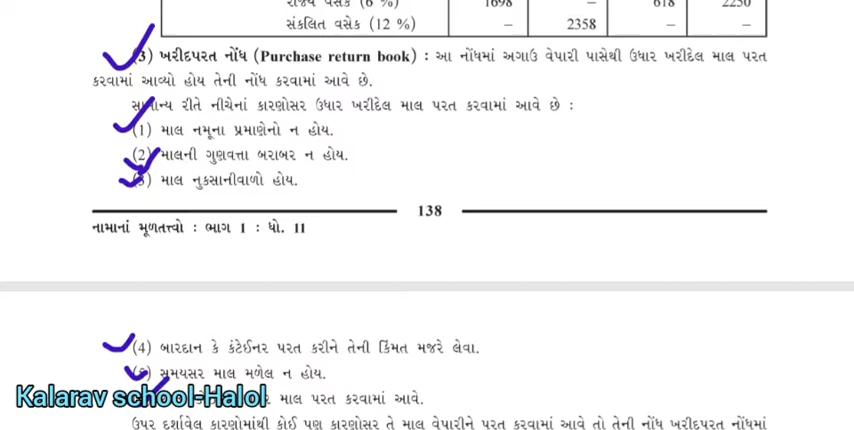 રાજ્ય વસેક (6 %) 1698 – 618 2250
સંકલિત વસેક (12 %) – 2358 – –
(3) ખરીદપરત નોંધ (Purchase return book) : આ નોંધમાં અગાઉ વેપારી પાસેથી ઉધાર ખરીદેલ માલ પરત
કરવામાં આવ્યો હોય તેની નોંધ કરવામાં આવે છે.
સામાન્ય રીતે નીચેનાં કારણોસર ઉધાર ખરીદેલ માલ પરત કરવામાં આવે છે :
(1) માલ નમૂના પ્રમાણેનો ન હોય.
(2) માલની ગુણવત્તા બરાબર ન હોય.
(3) માલ નુકસાનીવાળો હોય.
138
નામાનાં મૂળતત્ત્વો : ભાગ I : ધો. II
(4) બારદાન કે કંટેઈનર પરત કરીને તેની કિંમત મજરે લેવા.
(5) સમયસર માલ મળેલ ન હોય.
માલ પરત કરવામાં આવે.
Kalarav school-Halol
ઉપર દર્શાવેલ કારણોમાંથી કોઈ પણ કારણોસર તે માલ વેપારીને પરત કરવામાં આવે તો તેની નોંધ ખરીદપરત નોંધમાં